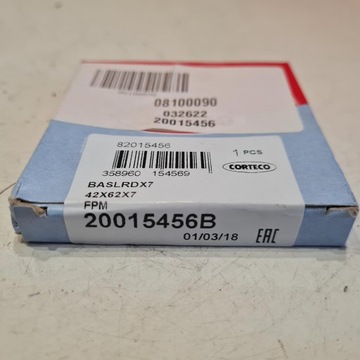 08100090
032622
20015456
82015456
1 PCS
CORTECO
358960 154569
BASLRDX7
42X62X7
FPM
20015456B
01/03/18
EAC